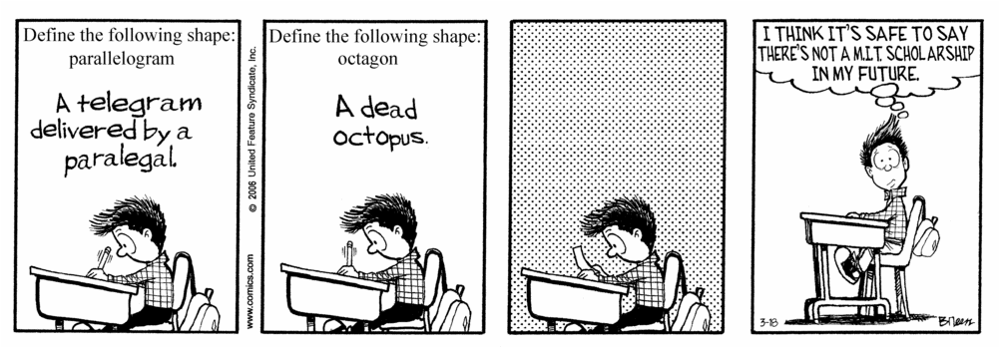 Define the following shape:
parallelogram
A telegram
delivered by a
paralegal.
© 2006 United Feature Syndicate, Inc.
www.comics.com
Define the following shape:
octagon
A dead
octopus.
I THINK IT'S SAFE TO SAY
THERE'S NOT A M.I.T. SCHOLARSHIP
IN MY FUTURE.
3-18